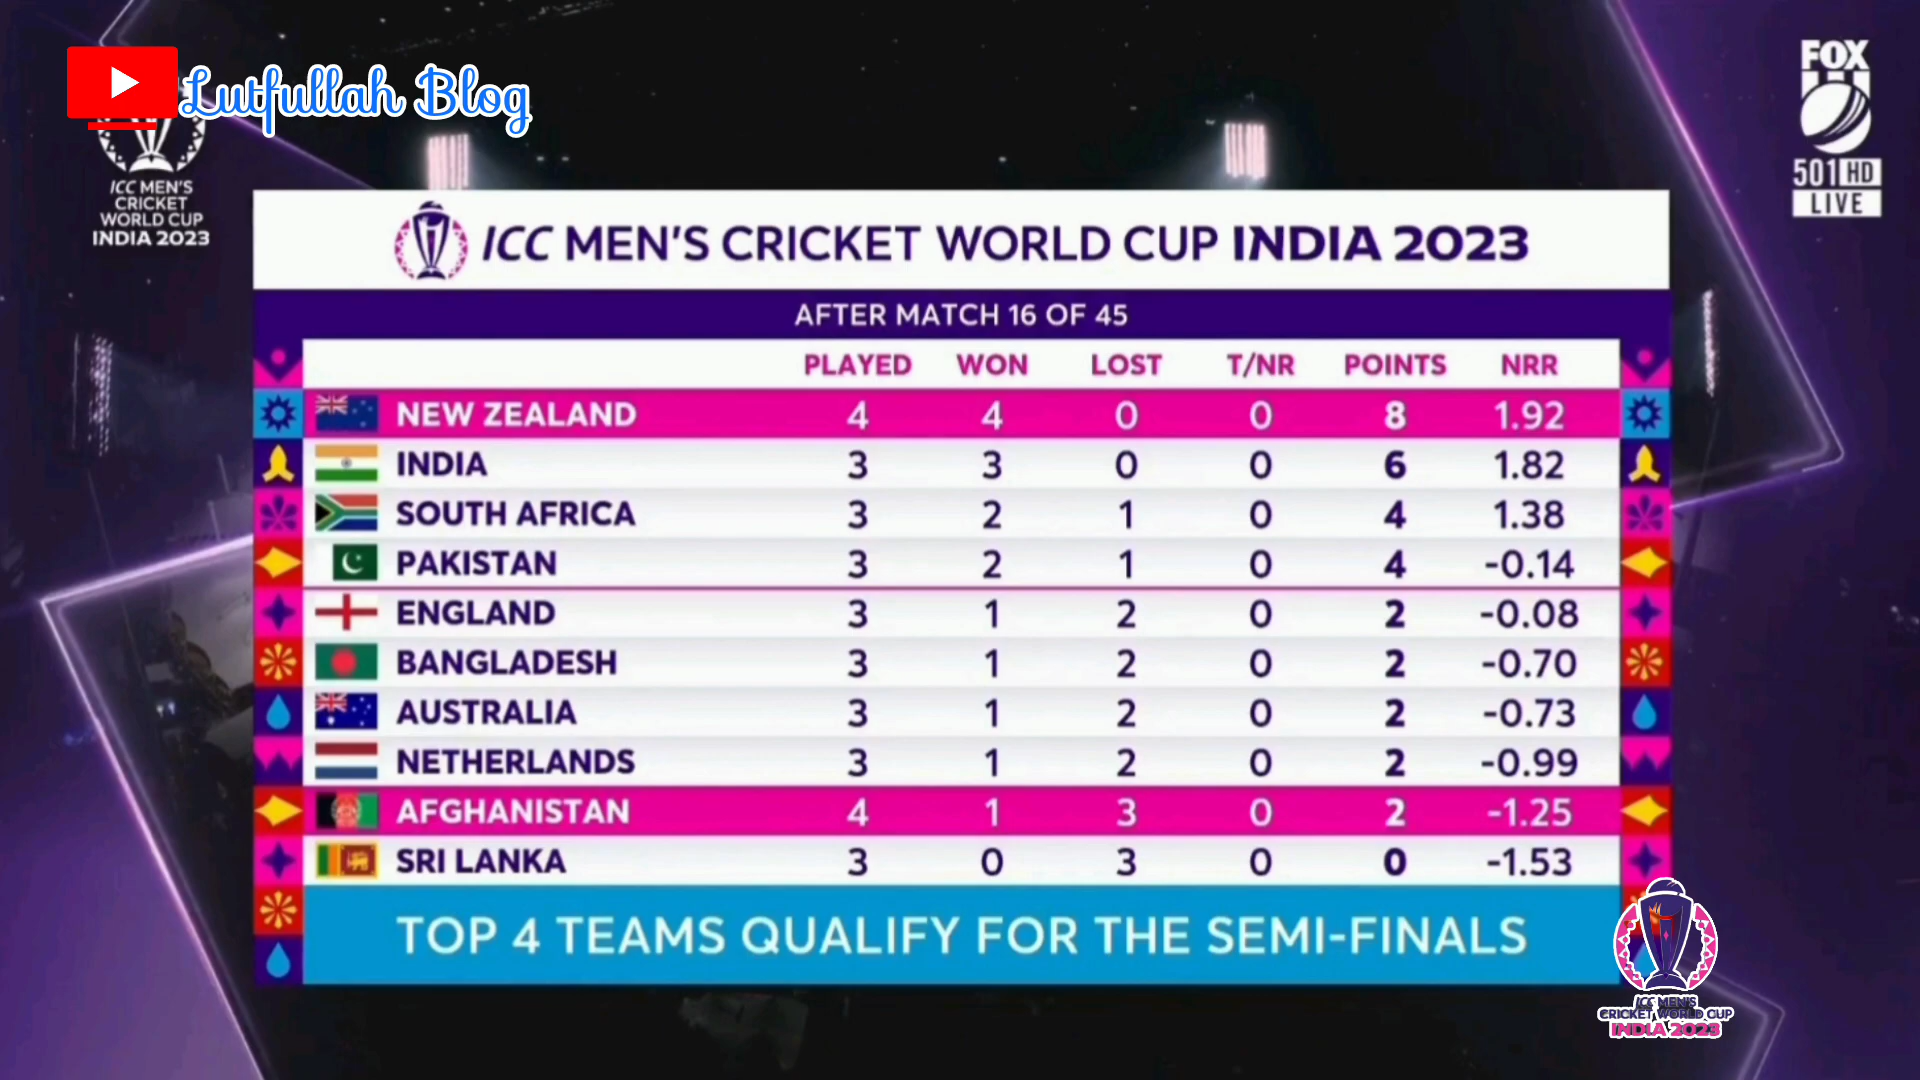 Lutfullah Blog
ICC MEN'S
CRICKET
WORLD CUP
INDIA 2023
FOX
501 HD
LIVE
ICC MEN'S CRICKET WORLD CUP INDIA 2023
AFTER MATCH 16 OF 45
PLAYED WON LOST T/NR POINTS NRR
NEW ZEALAND 4 4 0 0 8 1.92
INDIA 3 3 0 0 6 1.82
SOUTH AFRICA 3 2 1 0 4 1.38
PAKISTAN 3 2 1 0 4 -0.14
ENGLAND 3 1 2 0 2 -0.08
BANGLADESH 3 1 2 0 2 -0.70
AUSTRALIA 3 1 2 0 2 -0.73
NETHERLANDS 3 1 2 0 2 -0.99
AFGHANISTAN 4 1 3 0 2 -1.25
SRI LANKA 3 0 3 0 0 -1.53
TOP 4 TEAMS QUALIFY FOR THE SEMI-FINALS
ICC MEN'S
CRICKET WORLD CUP
INDIA 2023